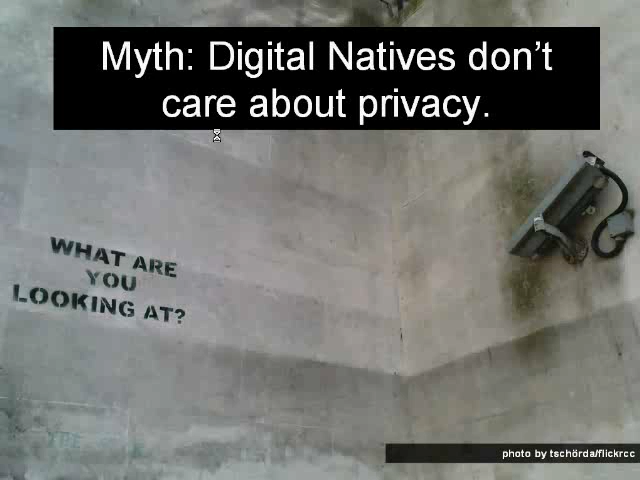 Myth: Digital Natives don't
care about privacy.
WHAT ARE
YOU
LOOKING AT?
photo by tschörda/flickrcc